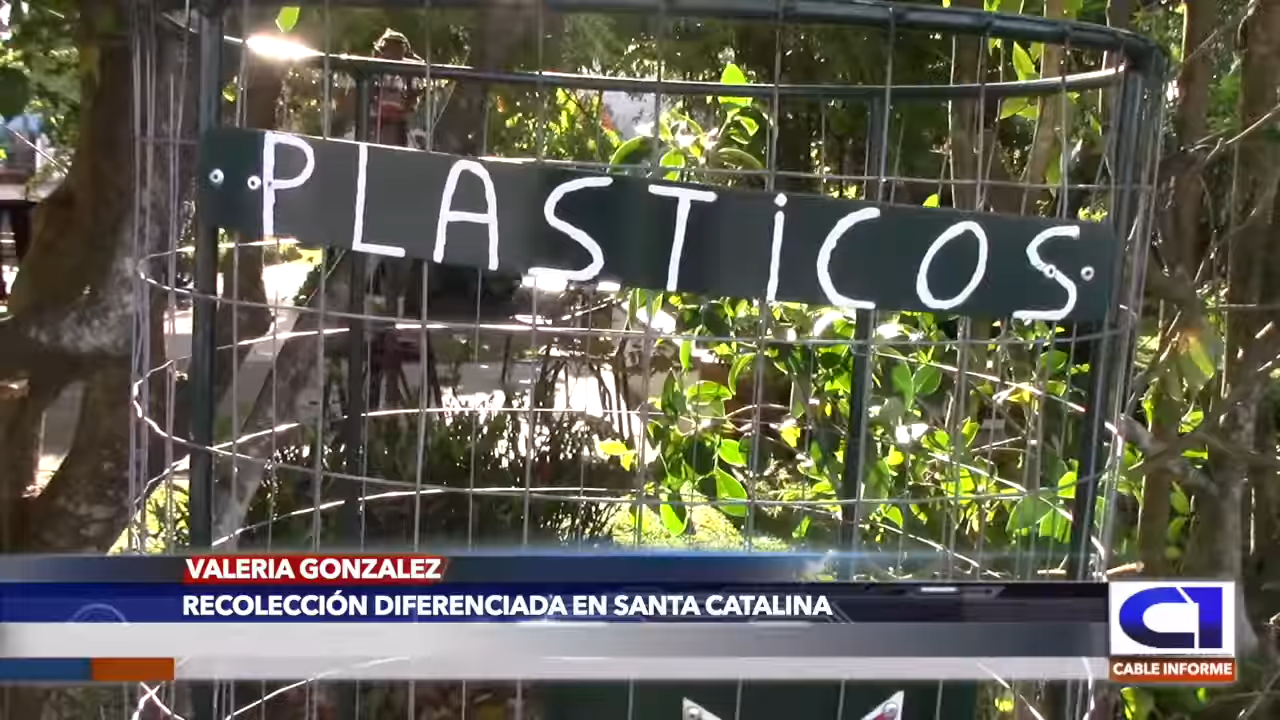 PLASTiCOS
VALERIA GONZALEZ
RECOLECCIÓN DIFERENCIADA EN SANTA CATALINA
C1
CABLE INFORME